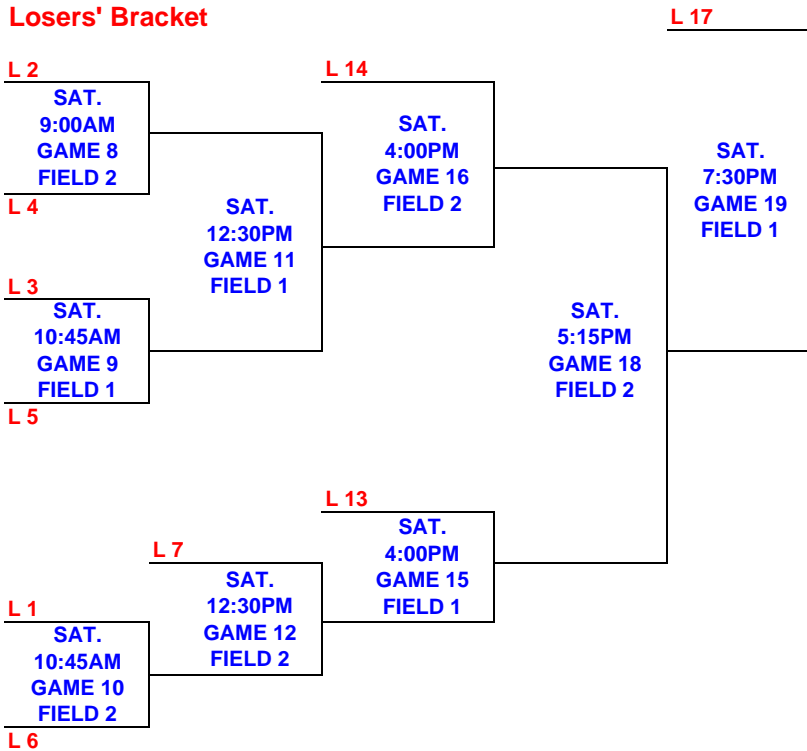 Losers' Bracket
L 17
L 2
L 14
SAT.
9:00AM
GAME 8
FIELD 2
L 4
SAT.
4:00PM
GAME 16
FIELD 2
SAT.
7:30PM
GAME 19
FIELD 1
SAT.
12:30PM
GAME 11
FIELD 1
L 3
SAT.
10:45AM
GAME 9
FIELD 1
L 5
SAT.
5:15PM
GAME 18
FIELD 2
L 13
SAT.
4:00PM
GAME 15
FIELD 1
L 7
SAT.
12:30PM
GAME 12
FIELD 2
L 1
SAT.
10:45AM
GAME 10
FIELD 2
L 6